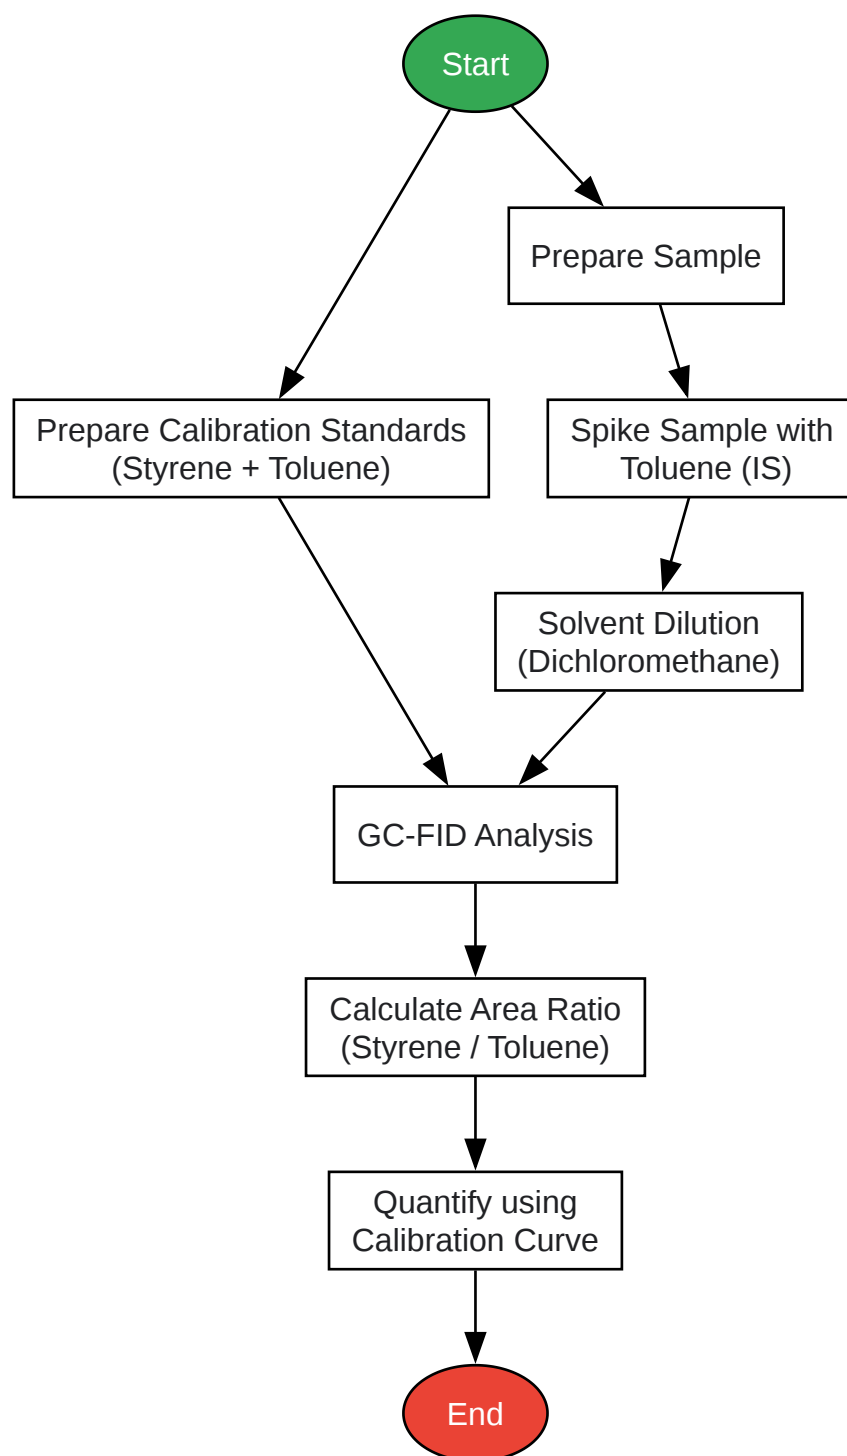 Start
Prepare Sample
Prepare Calibration Standards
(Styrene + Toluene)
Spike Sample with
Toluene (IS)
Solvent Dilution
(Dichloromethane)
GC-FID Analysis
Calculate Area Ratio
(Styrene / Toluene)
Quantify using
Calibration Curve
End